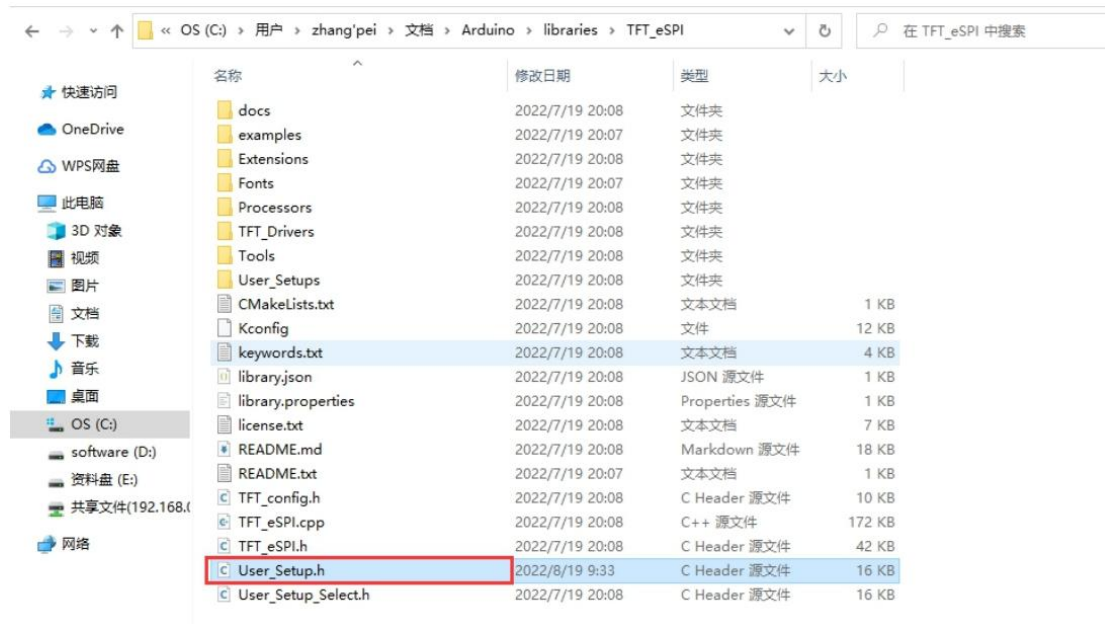 « OS (C:) › 用户 › zhang'pei › 文档 › Arduino › libraries › TFT_eSPI 在 TFT_eSPI 中搜索
名称 修改日期 类型 大小
快速访问
OneDrive
WPS网盘
此电脑
3D 对象
视频
图片
文档
下载
音乐
桌面
OS (C:)
software (D:)
资料盘 (E:)
共享文件(192.168.(
网络
docs 2022/7/19 20:08 文件夹
examples 2022/7/19 20:07 文件夹
Extensions 2022/7/19 20:08 文件夹
Fonts 2022/7/19 20:07 文件夹
Processors 2022/7/19 20:08 文件夹
TFT_Drivers 2022/7/19 20:08 文件夹
Tools 2022/7/19 20:08 文件夹
User_Setups 2022/7/19 20:08 文件夹
CMakeLists.txt 2022/7/19 20:08 文本文档 1 KB
Kconfig 2022/7/19 20:08 文件 12 KB
keywords.txt 2022/7/19 20:08 文本文档 4 KB
library.json 2022/7/19 20:08 JSON 源文件 1 KB
library.properties 2022/7/19 20:08 Properties 源文件 1 KB
license.txt 2022/7/19 20:08 文本文档 7 KB
README.md 2022/7/19 20:08 Markdown 源文件 18 KB
README.txt 2022/7/19 20:07 文本文档 1 KB
TFT_config.h 2022/7/19 20:08 C Header 源文件 10 KB
TFT_eSPI.cpp 2022/7/19 20:08 C++ 源文件 172 KB
TFT_eSPI.h 2022/7/19 20:08 C Header 源文件 42 KB
User_Setup.h 2022/8/19 9:33 C Header 源文件 16 KB
User_Setup_Select.h 2022/7/19 20:08 C Header 源文件 16 KB